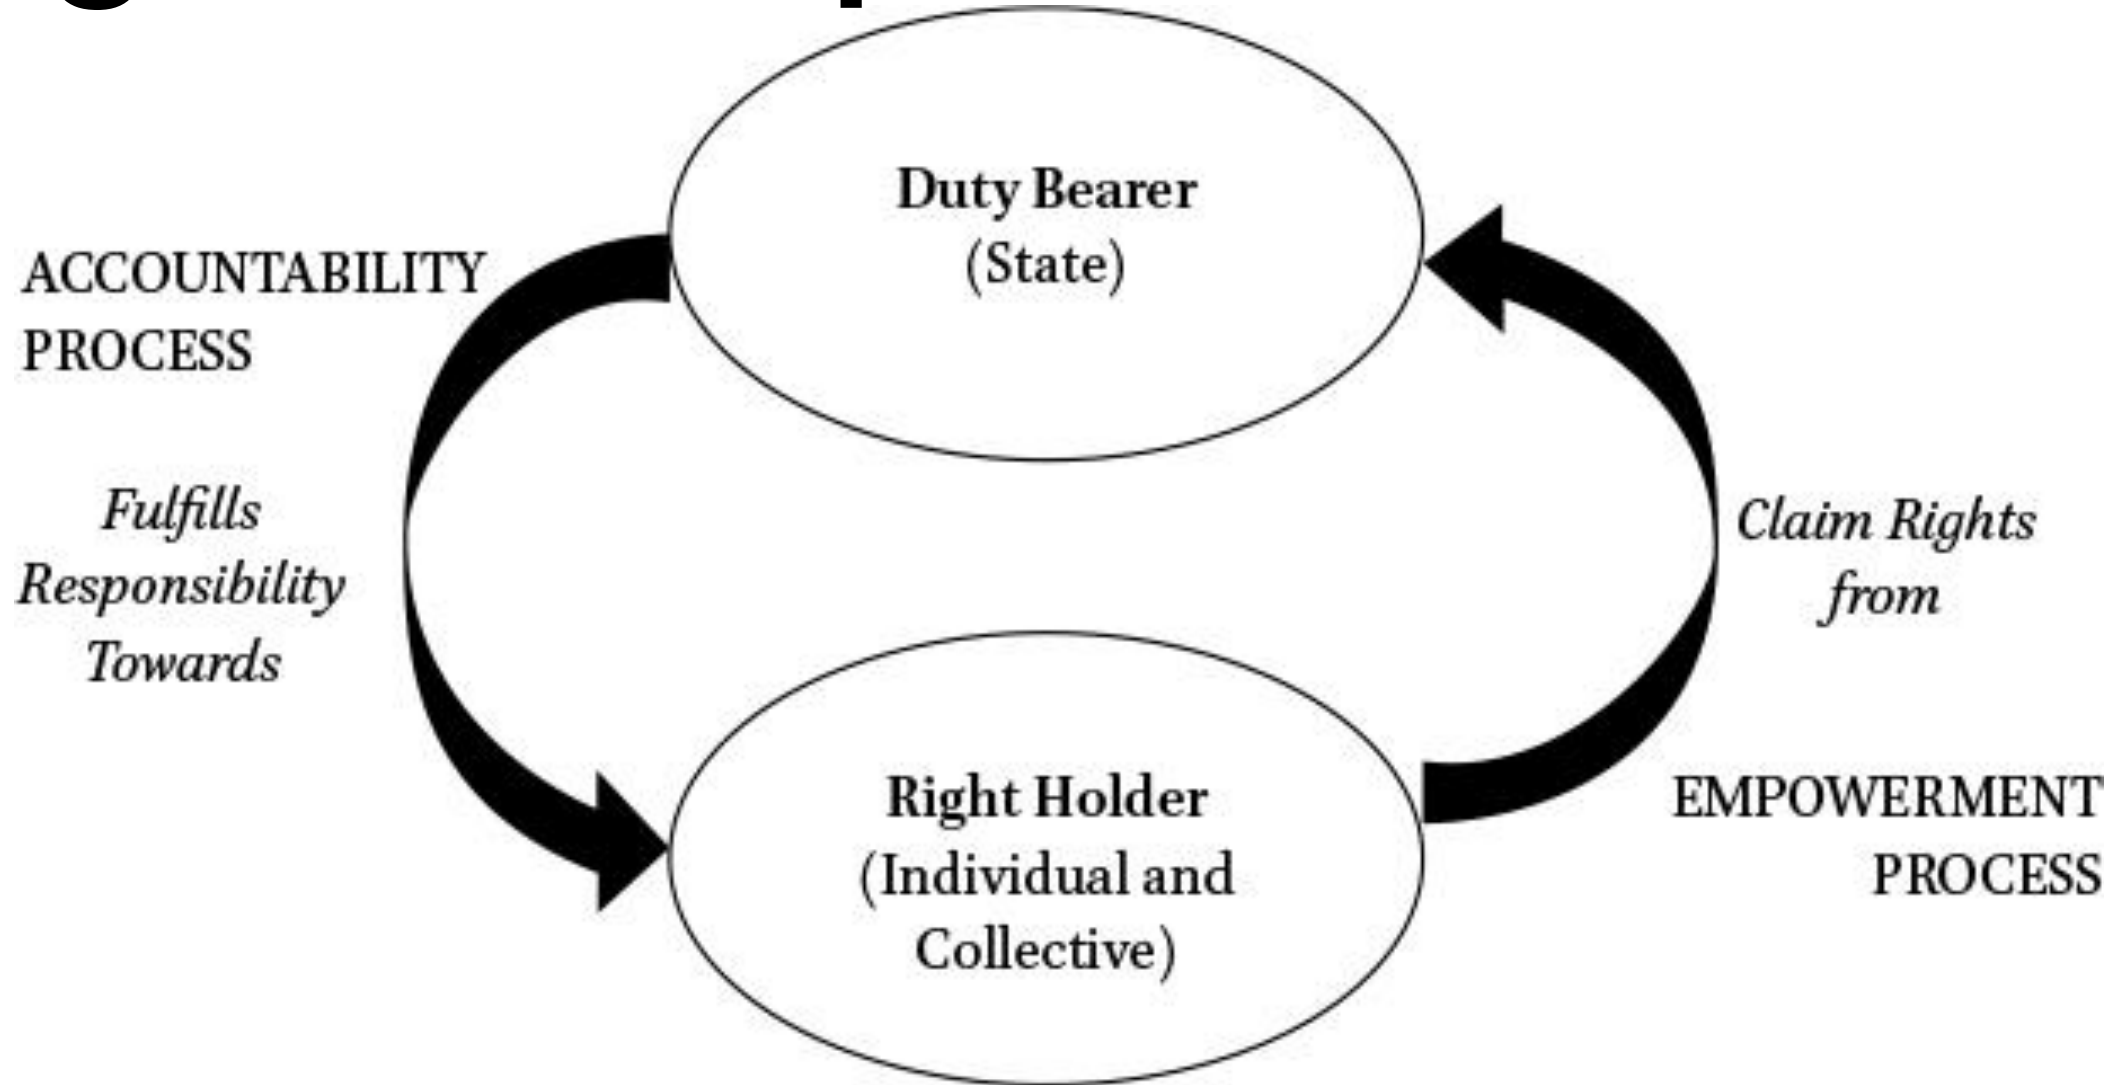 Duty Bearer
(State)
ACCOUNTABILITY
PROCESS
Fulfills
Responsibility
Towards
Claim Rights
from
Right Holder
(Individual and
Collective)
EMPOWERMENT
PROCESS